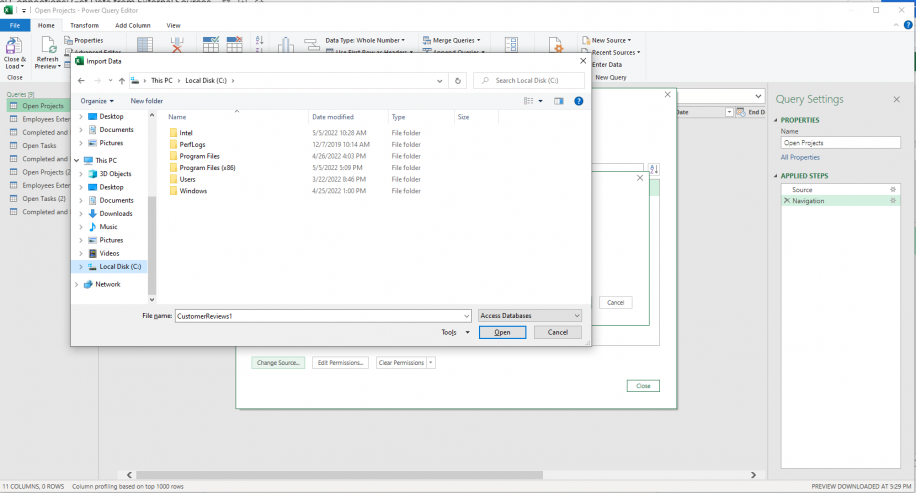 Open Projects - Power Query Editor
File Home Transform Add Column View
Close & Load
Close
Refresh Preview
Properties
Advanced Editor
Data Type: Whole Number
Use First Row as Headers
Merge Queries
Append Queries
New Source
Recent Sources
Enter Data
New Query
Queries [9]
Open Projects
Employees Exter
Completed and
Open Tasks
Completed and
Open Projects (2
Employees Exter
Open Tasks (2)
Completed and
Import Data
This PC Local Disk (C:)
Search Local Disk (C:)
Organize New folder
Desktop
Documents
Pictures
This PC
3D Objects
Desktop
Documents
Downloads
Music
Pictures
Videos
Local Disk (C:)
Network
Name Date modified Type Size
Intel 5/5/2022 10:28 AM File folder
PerfLogs 12/7/2019 10:14 AM File folder
Program Files 4/26/2022 4:03 PM File folder
Program Files (x86) 5/5/2022 5:09 PM File folder
Users 3/22/2022 8:46 PM File folder
Windows 4/25/2022 1:00 PM File folder
File name: CustomerReviews1 Access Databases
Tools Open Cancel
Cancel
Change Source... Edit Permissions... Clear Permissions
Close
Date End D
Query Settings
PROPERTIES
Name
Open Projects
All Properties
APPLIED STEPS
Source
Navigation
11 COLUMNS, 0 ROWS Column profiling based on top 1000 rows PREVIEW DOWNLOADED AT 5:29 PM